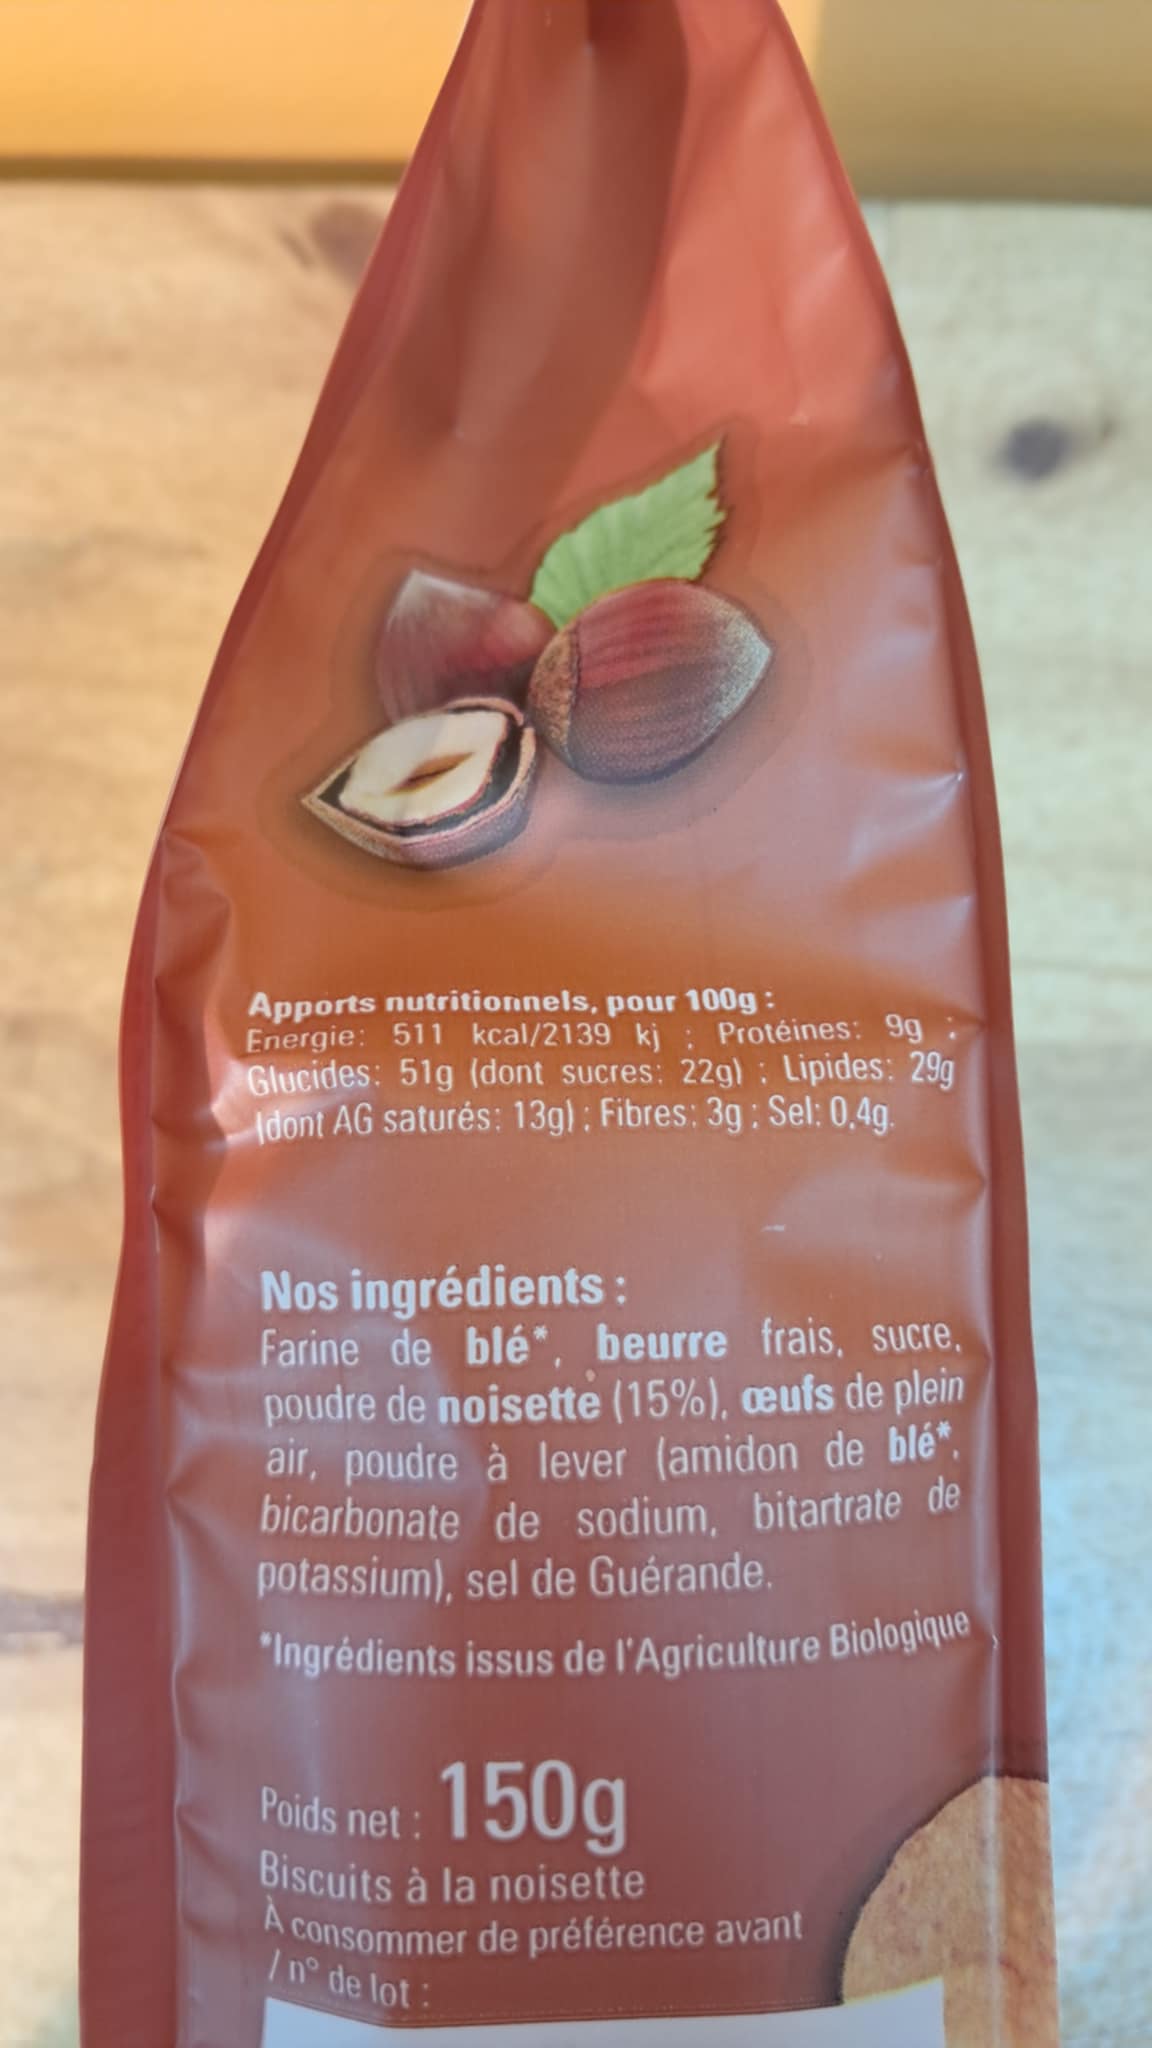 Apports nutritionnels, pour 100g :
Energie: 511 kcal/2139 kj ; Protéines: 9g ;
Glucides: 51g (dont sucres: 22g) ; Lipides: 29g
(dont AG saturés: 13g) ; Fibres: 3g ; Sel: 0,4g.
Nos ingrédients :
Farine de blé*, beurre frais, sucre,
poudre de noisette (15%), œufs de plein
air, poudre à lever (amidon de blé*,
bicarbonate de sodium, bitartrate de
potassium), sel de Guérande.
*Ingrédients issus de l'Agriculture Biologique
Poids net : 150g
Biscuits à la noisette
À consommer de préférence avant
/ n° de lot :